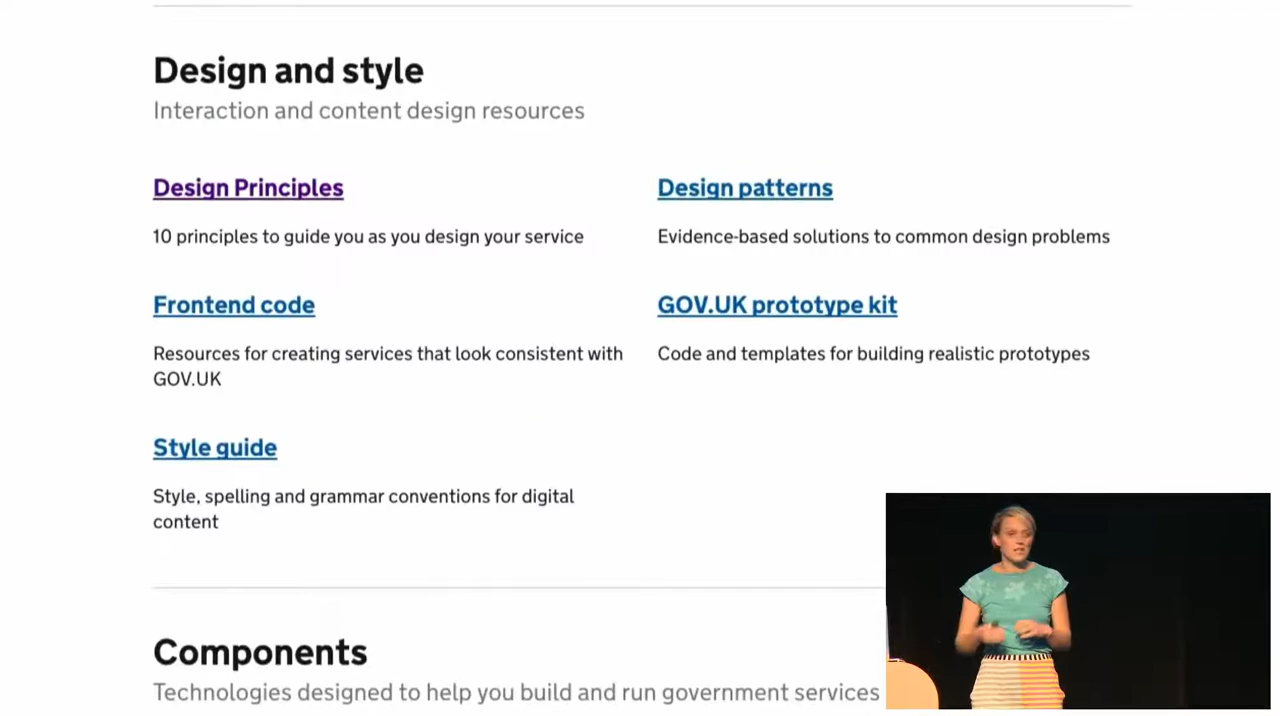 Design and style
Interaction and content design resources
Design Principles
10 principles to guide you as you design your service
Design patterns
Evidence-based solutions to common design problems
Frontend code
Resources for creating services that look consistent with
GOV.UK
GOV.UK prototype kit
Code and templates for building realistic prototypes
Style guide
Style, spelling and grammar conventions for digital
content
Components
Technologies designed to help you build and run government services